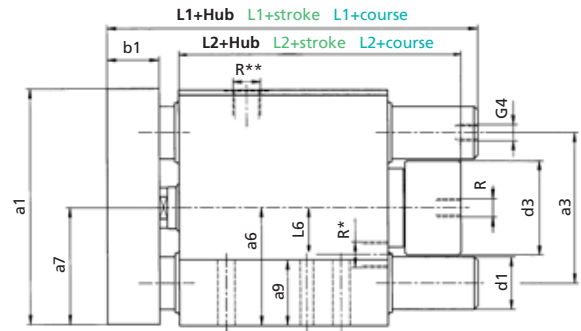 L1+Hub L1+stroke L1+course
b1
L2+Hub L2+stroke L2+course
R**
G4
a1
a7
a6
L6
R*
a9
R
d3
d1
a3